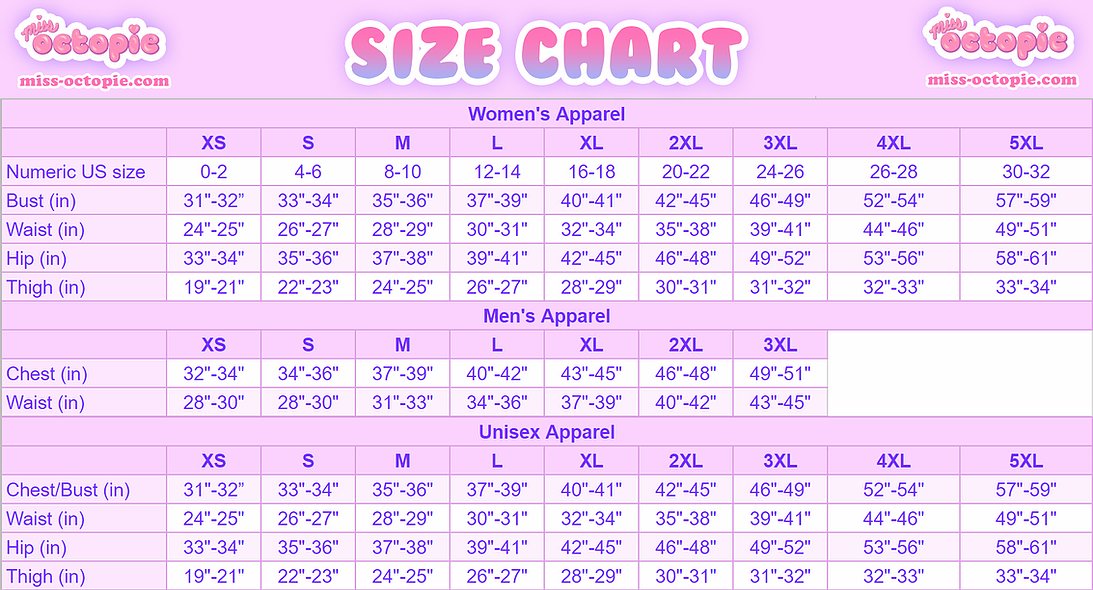 miss octopie
miss-octopie.com
SIZE CHART
miss octopie
miss-octopie.com
Women's Apparel
XS S M L XL 2XL 3XL 4XL 5XL
Numeric US size 0-2 4-6 8-10 12-14 16-18 20-22 24-26 26-28 30-32
Bust (in) 31"-32” 33"-34" 35"-36" 37"-39" 40"-41" 42"-45" 46"-49" 52"-54" 57"-59"
Waist (in) 24"-25" 26"-27" 28"-29" 30"-31" 32"-34" 35"-38" 39"-41" 44"-46" 49"-51"
Hip (in) 33"-34" 35"-36" 37"-38" 39"-41" 42"-45" 46"-48" 49"-52" 53"-56" 58"-61"
Thigh (in) 19"-21" 22"-23" 24"-25" 26"-27" 28"-29" 30"-31" 31"-32" 32"-33" 33"-34"
Men's Apparel
XS S M L XL 2XL 3XL
Chest (in) 32"-34" 34"-36" 37"-39" 40"-42" 43"-45" 46"-48" 49"-51"
Waist (in) 28"-30" 28"-30" 31"-33" 34"-36" 37"-39" 40"-42" 43"-45"
Unisex Apparel
XS S M L XL 2XL 3XL 4XL 5XL
Chest/Bust (in) 31"-32” 33"-34" 35"-36" 37"-39" 40"-41" 42"-45" 46"-49" 52"-54" 57"-59"
Waist (in) 24"-25" 26"-27" 28"-29" 30"-31" 32"-34" 35"-38" 39"-41" 44"-46" 49"-51"
Hip (in) 33"-34" 35"-36" 37"-38" 39"-41" 42"-45" 46"-48" 49"-52" 53"-56" 58"-61"
Thigh (in) 19"-21" 22"-23" 24"-25" 26"-27" 28"-29" 30"-31" 31"-32" 32"-33" 33"-34"